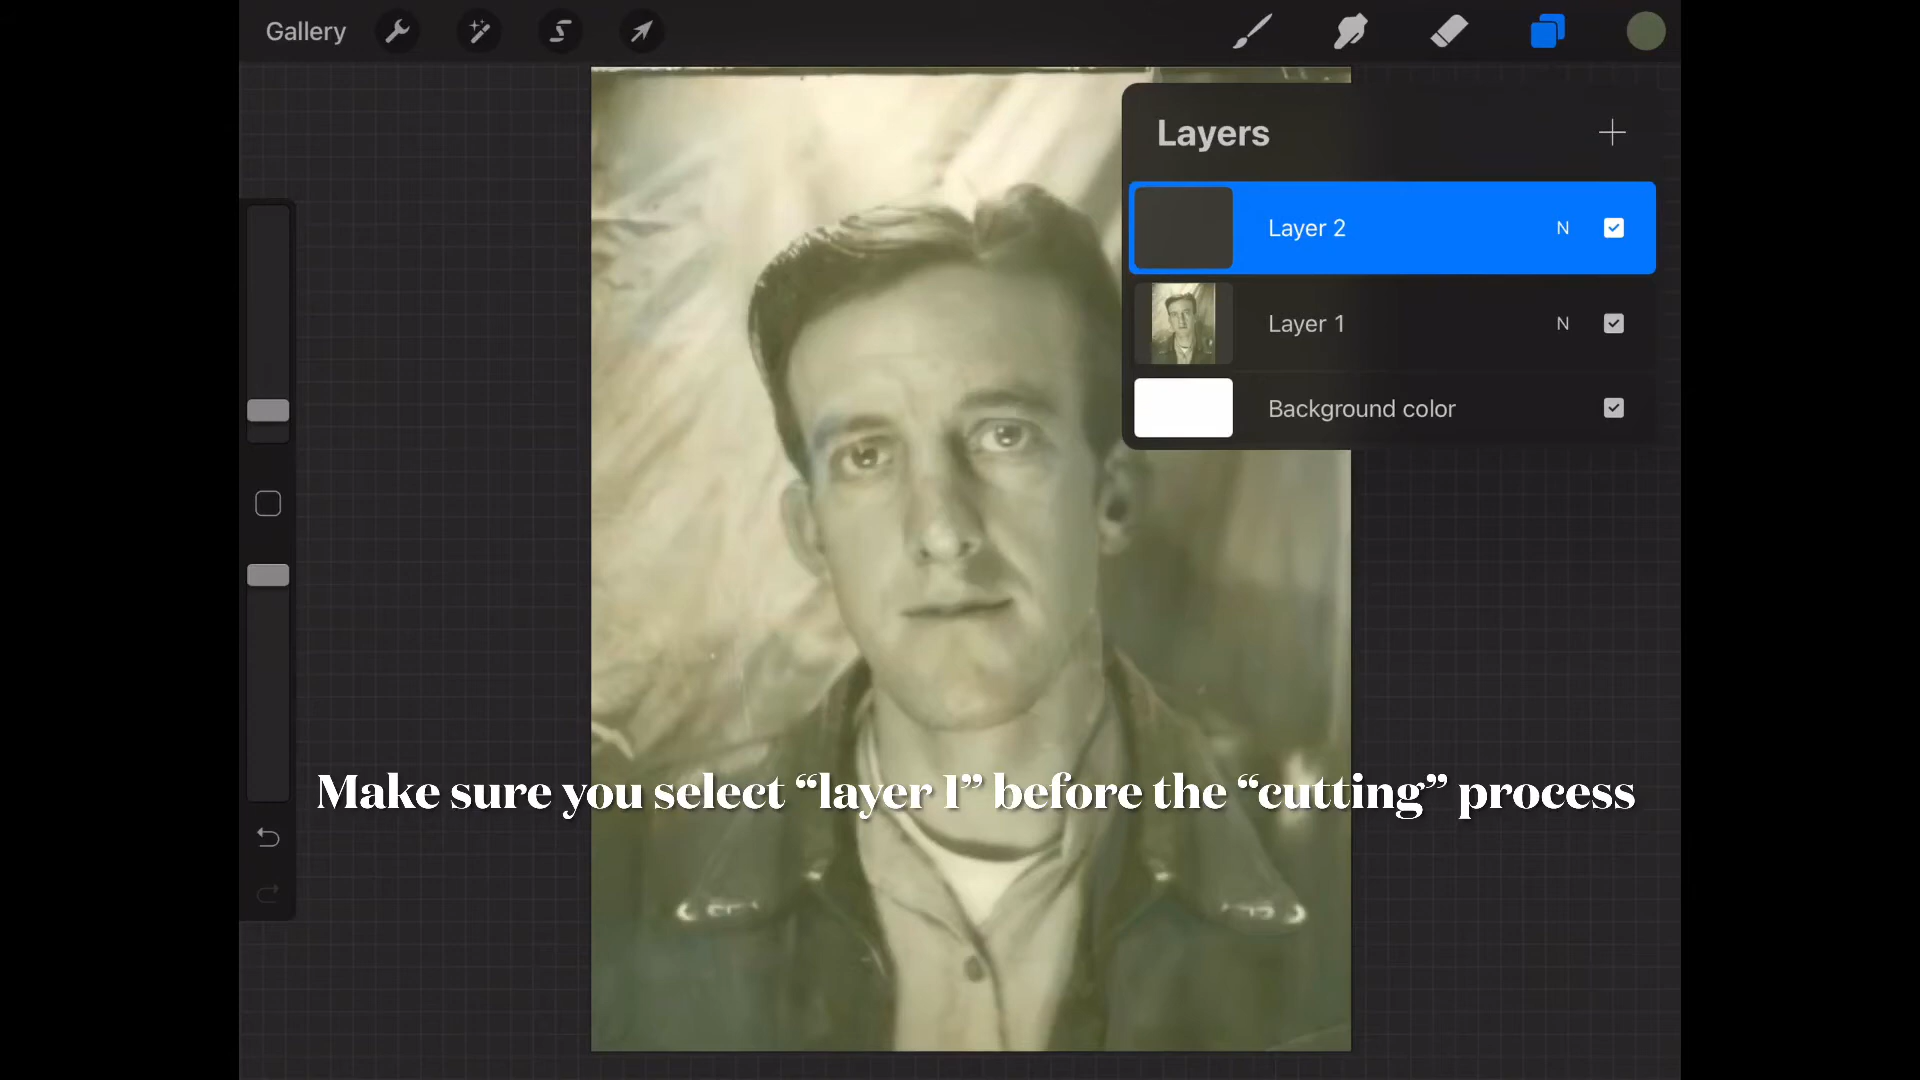 Gallery
Layers
Layer 2 N
Layer 1 N
Background color
Make sure you select “layer 1” before the “cutting” process